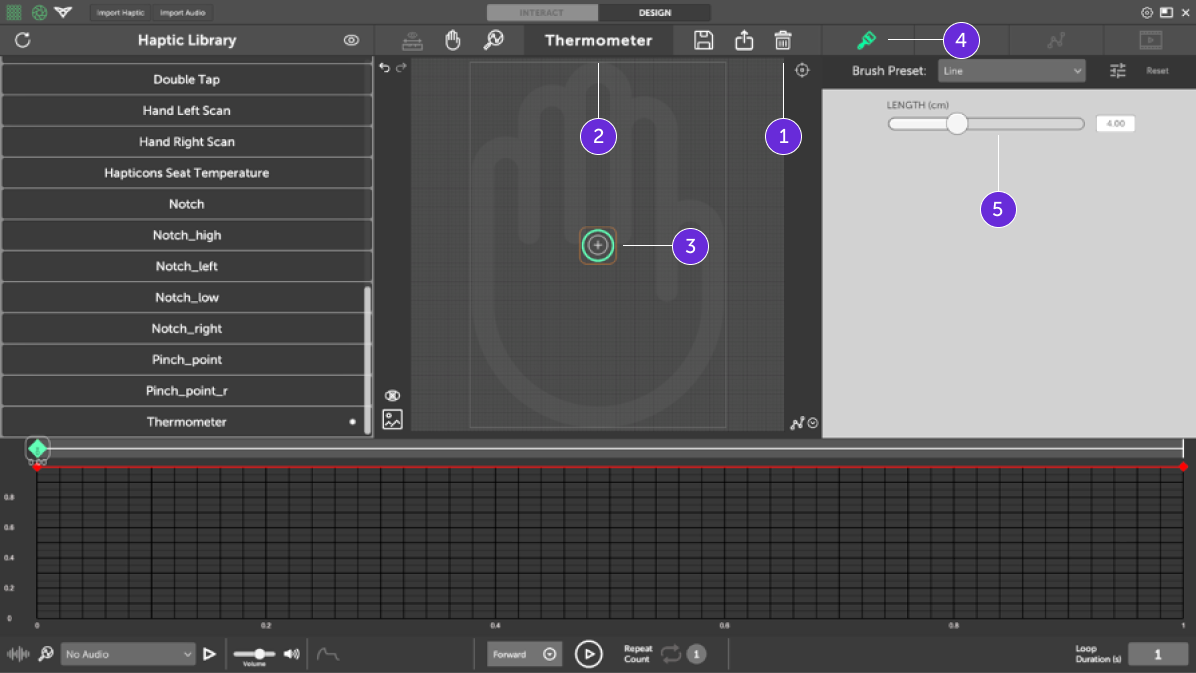 Import Haptic
Import Audio
INTERACT
DESIGN
Haptic Library
Thermometer
4
Brush Preset:
Line
Reset
Double Tap
Hand Left Scan
Hand Right Scan
Hapticons Seat Temperature
Notch
Notch_high
Notch_left
Notch_low
Notch_right
Pinch_point
Pinch_point_r
Thermometer
2
1
3
LENGTH (cm)
4.00
5
0.00
0.8
0.6
0.4
0.2
0
0
0.2
0.4
0.6
0.8
1
No Audio
Volume
Forward
Repeat
Count
1
Loop
Duration (s)
1